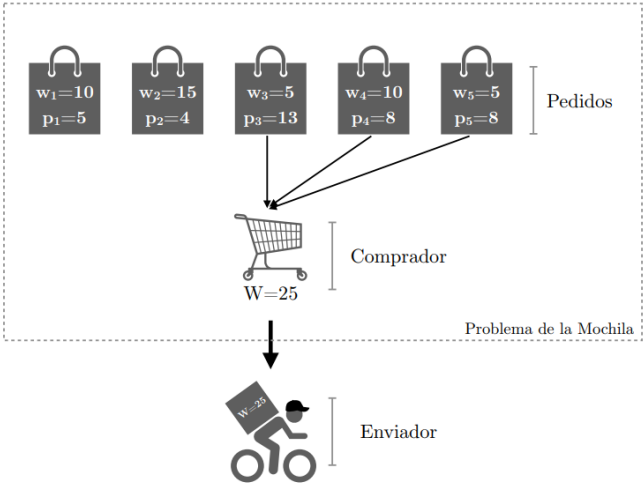 w₁=10 w₂=15 w₃=5 w₄=10 w₅=5
p₁=5 p₂=4 p₃=13 p₄=8 p₅=8
Pedidos
Comprador
W=25
Problema de la Mochila
W=25
Enviador